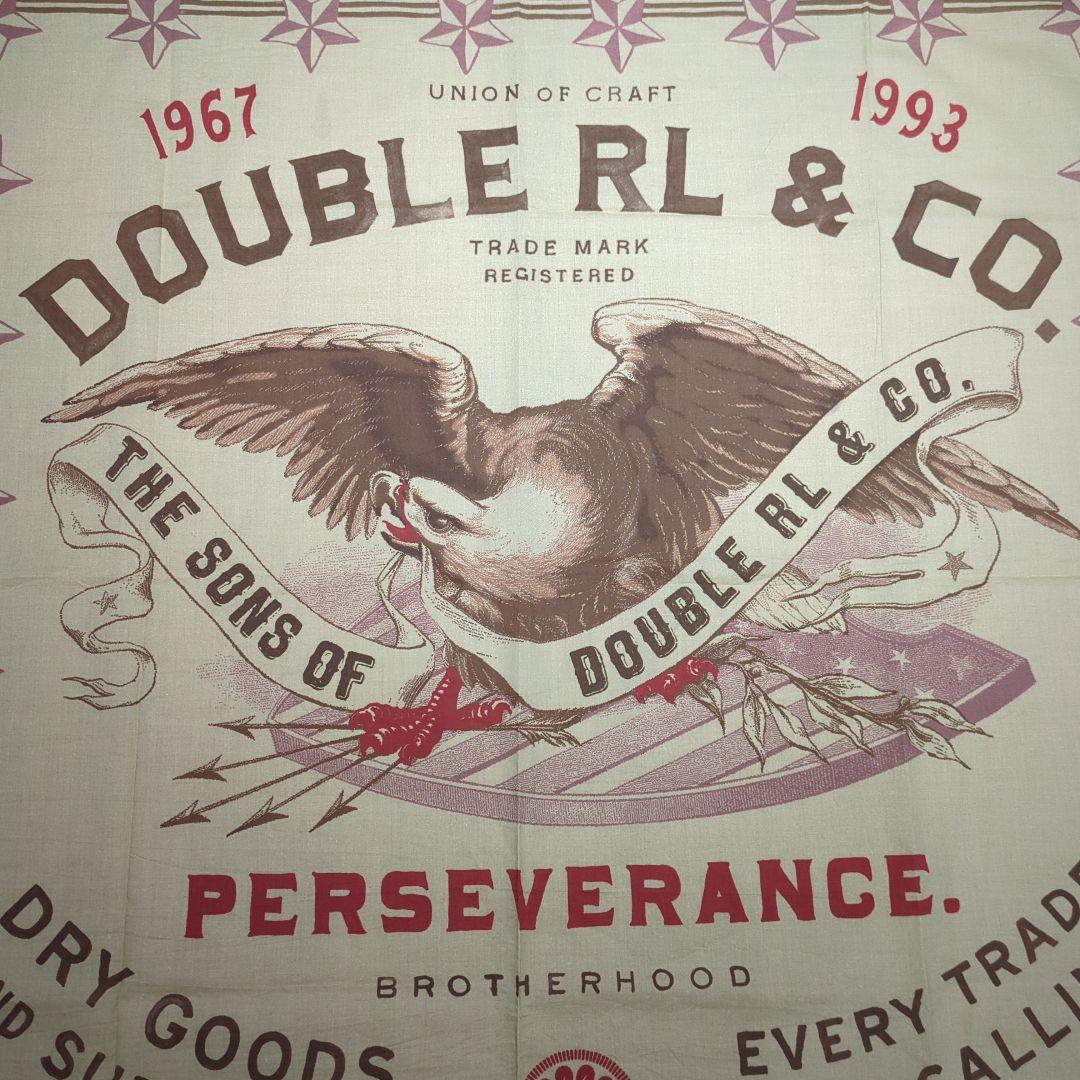 UNION OF CRAFT
1967
1993
DOUBLE RL & CO.
TRADE MARK
REGISTERED
THE SONS OF
DOUBLE RL & CO.
PERSEVERANCE.
BROTHERHOOD
DRY GOODS
EVERY TRADE